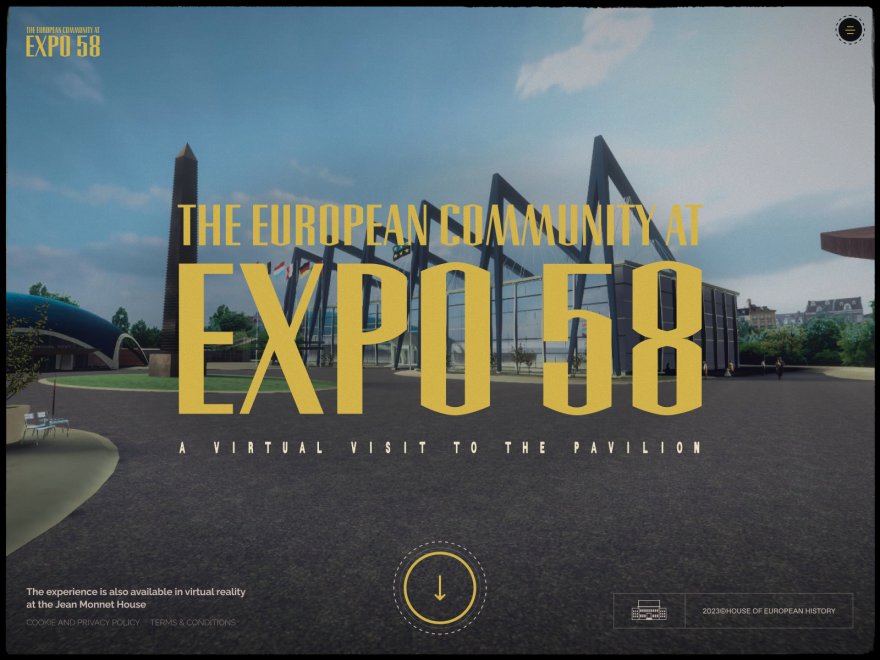 THE EUROPEAN COMMUNITY AT
EXPO 58
THE EUROPEAN COMMUNITY AT
EXPO 58
A VIRTUAL VISIT TO THE PAVILION
The experience is also available in virtual reality
at the Jean Monnet House
COOKIE AND PRIVACY POLICY TERMS & CONDITIONS
2023©HOUSE OF EUROPEAN HISTORY